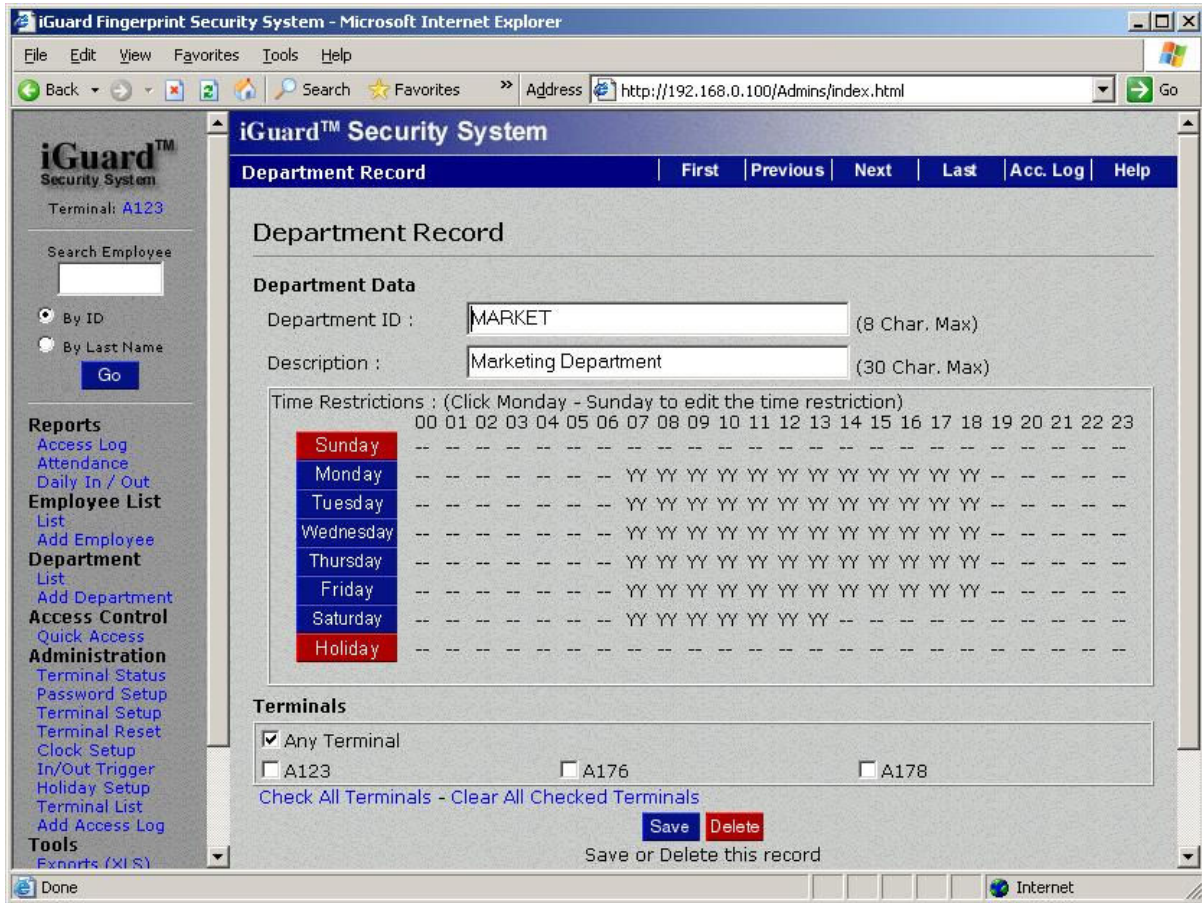 iGuard Fingerprint Security System - Microsoft Internet Explorer
File Edit View Favorites Tools Help
Back Search Favorites » Address http://192.168.0.100/Admins/index.html Go
iGuard™
Security System
Terminal: A123
Search Employee
By ID
By Last Name
Go
Reports
Access Log
Attendance
Daily In / Out
Employee List
List
Add Employee
Department
List
Add Department
Access Control
Quick Access
Administration
Terminal Status
Password Setup
Terminal Setup
Terminal Reset
Clock Setup
In/Out Trigger
Holiday Setup
Terminal List
Add Access Log
Tools
Exports (XLS)
iGuard™ Security System
Department Record First Previous Next Last Acc. Log Help
Department Record
Department Data
Department ID : MARKET (8 Char. Max)
Description : Marketing Department (30 Char. Max)
Time Restrictions : (Click Monday - Sunday to edit the time restriction)
00 01 02 03 04 05 06 07 08 09 10 11 12 13 14 15 16 17 18 19 20 21 22 23
Sunday -- -- -- -- -- -- -- -- -- -- -- -- -- -- -- -- -- -- -- -- -- -- -- --
Monday -- -- -- -- -- -- -- YY YY YY YY YY YY YY YY YY YY YY YY -- -- -- -- --
Tuesday -- -- -- -- -- -- -- YY YY YY YY YY YY YY YY YY YY YY YY -- -- -- -- --
Wednesday -- -- -- -- -- -- -- YY YY YY YY YY YY YY YY YY YY YY YY -- -- -- -- --
Thursday -- -- -- -- -- -- -- YY YY YY YY YY YY YY YY YY YY YY YY -- -- -- -- --
Friday -- -- -- -- -- -- -- YY YY YY YY YY YY YY YY YY YY YY YY -- -- -- -- --
Saturday -- -- -- -- -- -- -- YY YY YY YY YY YY YY -- -- -- -- -- -- -- -- -- --
Holiday -- -- -- -- -- -- -- -- -- -- -- -- -- -- -- -- -- -- -- -- -- -- -- --
Terminals
Any Terminal
A123 A176 A178
Check All Terminals - Clear All Checked Terminals
Save Delete
Save or Delete this record
Done Internet